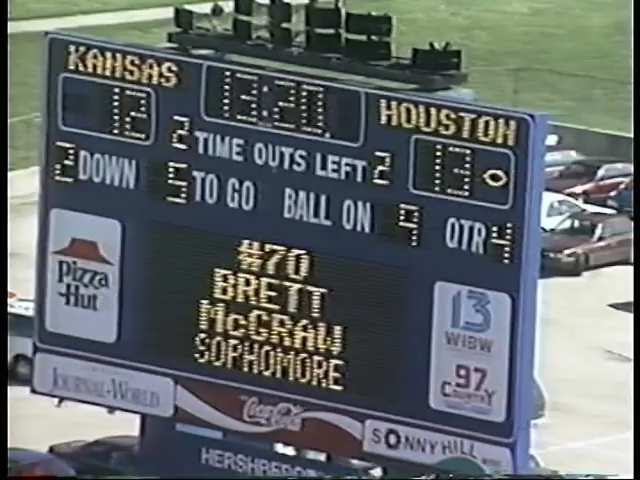 KANSAS 13:20 HOUSTON
12 2 TIME OUTS LEFT 2 13
2 DOWN 5 TO GO BALL ON 9 QTR 4
#70
BRETT
McGRAW
SOPHOMORE
Pizza
Hut
13
WIBW
97
COUNTRY
JOURNAL-WORLD
Coca-Cola
SONNY HILL